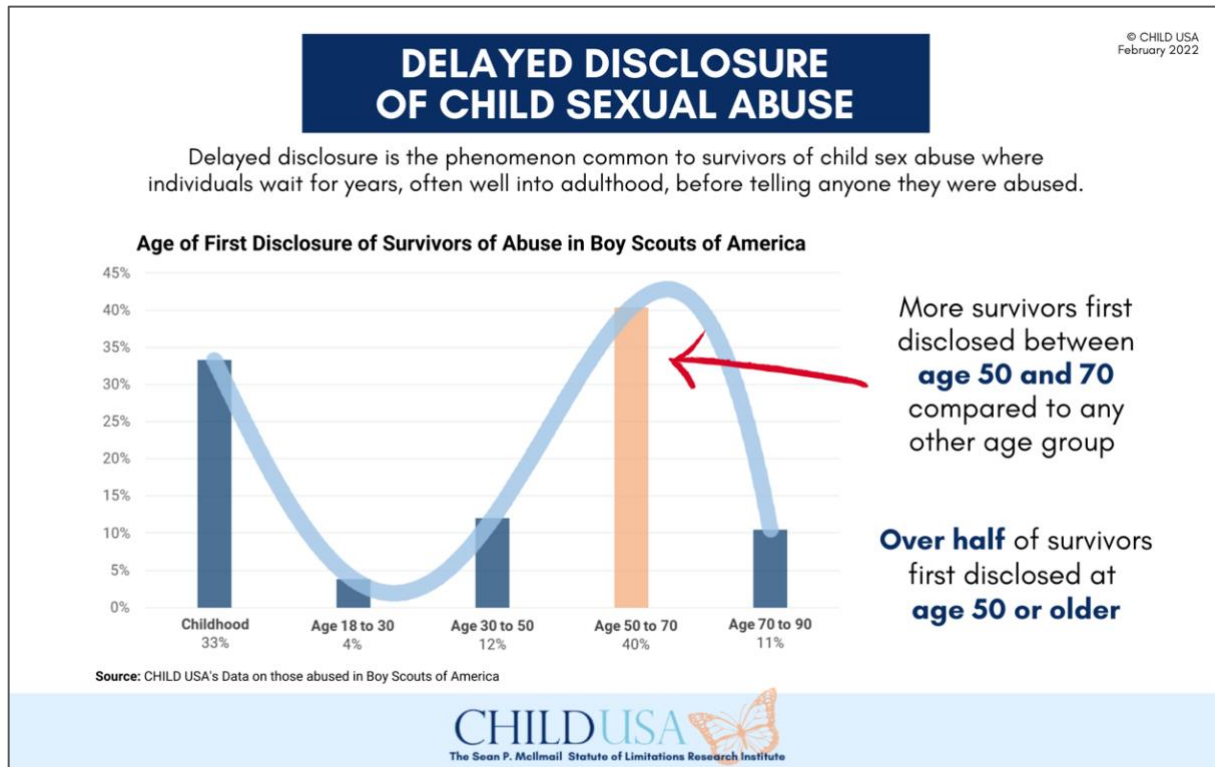 © CHILD USA
February 2022
DELAYED DISCLOSURE
OF CHILD SEXUAL ABUSE
Delayed disclosure is the phenomenon common to survivors of child sex abuse where
individuals wait for years, often well into adulthood, before telling anyone they were abused.
Age of First Disclosure of Survivors of Abuse in Boy Scouts of America
45%
40%
35%
30%
25%
20%
15%
10%
5%
0%
Childhood
33%
Age 18 to 30
4%
Age 30 to 50
12%
Age 50 to 70
40%
Age 70 to 90
11%
More survivors first
disclosed between
age 50 and 70
compared to any
other age group
Over half of survivors
first disclosed at
age 50 or older
Source: CHILD USA's Data on those abused in Boy Scouts of America
CHILD USA
The Sean P. McIlmail Statute of Limitations Research Institute